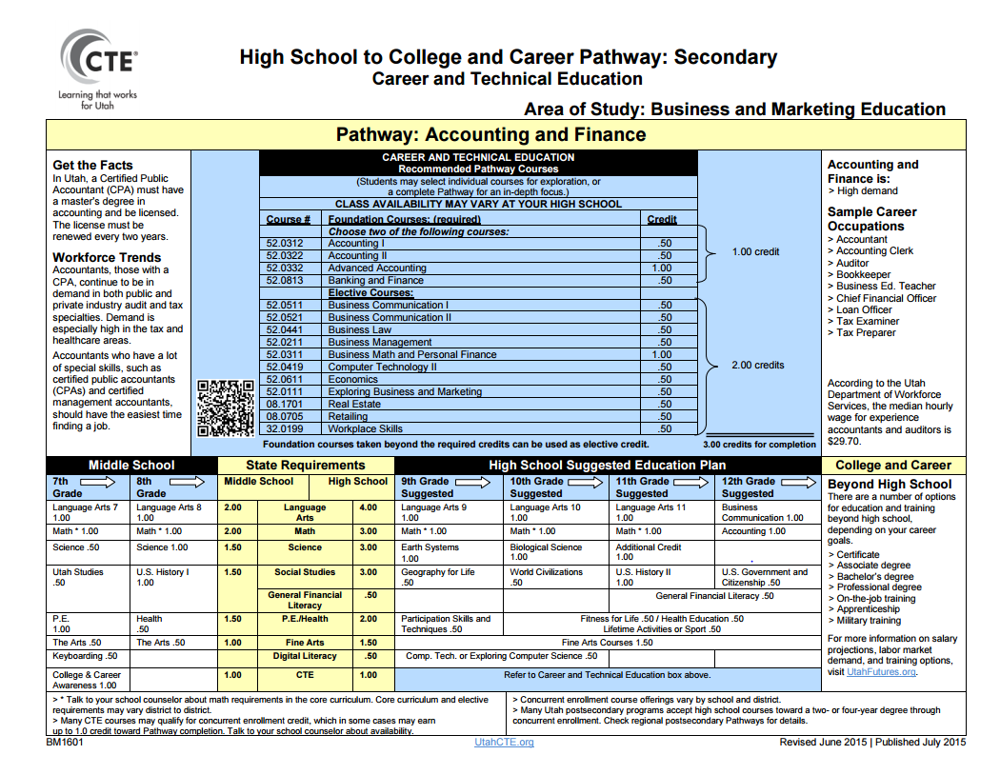 CTE®
Learning that works
for Utah
High School to College and Career Pathway: Secondary
Career and Technical Education
Area of Study: Business and Marketing Education
Pathway: Accounting and Finance
Get the Facts
In Utah, a Certified Public
Accountant (CPA) must have
a master's degree in
accounting and be licensed.
The license must be
renewed every two years.
Workforce Trends
Accountants, those with a
CPA, continue to be in
demand in both public and
private industry audit and tax
specialties. Demand is
especially high in the tax and
healthcare areas.
Accountants who have a lot
of special skills, such as
certified public accountants
(CPAs) and certified
management accountants,
should have the easiest time
finding a job.
CAREER AND TECHNICAL EDUCATION
Recommended Pathway Courses
(Students may select individual courses for exploration, or
a complete Pathway for an in-depth focus.)
CLASS AVAILABILITY MAY VARY AT YOUR HIGH SCHOOL
Course # Foundation Courses: (required) Credit
Choose two of the following courses:
52.0312 Accounting I .50
52.0322 Accounting II .50
52.0332 Advanced Accounting 1.00
52.0813 Banking and Finance .50
1.00 credit
Elective Courses:
52.0511 Business Communication I .50
52.0521 Business Communication II .50
52.0441 Business Law .50
52.0211 Business Management .50
52.0311 Business Math and Personal Finance 1.00
52.0419 Computer Technology II .50
52.0611 Economics .50
52.0111 Exploring Business and Marketing .50
08.1701 Real Estate .50
08.0705 Retailing .50
32.0199 Workplace Skills .50
2.00 credits
Foundation courses taken beyond the required credits can be used as elective credit. 3.00 credits for completion
Accounting and
Finance is:
> High demand
Sample Career
Occupations
> Accountant
> Accounting Clerk
> Auditor
> Bookkeeper
> Business Ed. Teacher
> Chief Financial Officer
> Loan Officer
> Tax Examiner
> Tax Preparer
According to the Utah
Department of Workforce
Services, the median hourly
wage for experience
accountants and auditors is
$29.70.
Middle School State Requirements High School Suggested Education Plan College and Career
7th 8th Middle School High School 9th Grade 10th Grade 11th Grade 12th Grade
Grade Grade Suggested Suggested Suggested Suggested
Language Arts 7 Language Arts 8 2.00 Language 4.00 Language Arts 9 Language Arts 10 Language Arts 11 Business
1.00 1.00 Arts 1.00 1.00 1.00 Communication 1.00
Math * 1.00 Math * 1.00 2.00 Math 3.00 Math * 1.00 Math * 1.00 Math * 1.00 Accounting 1.00
Science .50 Science 1.00 1.50 Science 3.00 Earth Systems Biological Science Additional Credit
1.00 1.00 1.00 .
Utah Studies U.S. History I 1.50 Social Studies 3.00 Geography for Life World Civilizations U.S. History II U.S. Government and
.50 1.00 .50 .50 1.00 Citizenship .50
General Financial .50 General Financial Literacy .50
Literacy
P.E. Health 1.50 P.E./Health 2.00 Participation Skills and Fitness for Life .50 / Health Education .50
1.00 .50 Techniques .50 Lifetime Activities or Sport .50
The Arts .50 The Arts .50 1.00 Fine Arts 1.50 Fine Arts Courses 1.50
Keyboarding .50 Digital Literacy .50 Comp. Tech. or Exploring Computer Science .50
College & Career 1.00 CTE 1.00 Refer to Career and Technical Education box above.
Awareness 1.00
Beyond High School
There are a number of options
for education and training
beyond high school,
depending on your career
goals.
> Certificate
> Associate degree
> Bachelor's degree
> Professional degree
> On-the-job training
> Apprenticeship
> Military training
For more information on salary
projections, labor market
demand, and training options,
visit UtahFutures.org.
> * Talk to your school counselor about math requirements in the core curriculum. Core curriculum and elective
requirements may vary district to district.
> Many CTE courses may qualify for concurrent enrollment credit, which in some cases may earn
up to 1.0 credit toward Pathway completion. Talk to your school counselor about availability.
> Concurrent enrollment course offerings vary by school and district.
> Many Utah postsecondary programs accept high school courses toward a two- or four-year degree through
concurrent enrollment. Check regional postsecondary Pathways for details.
BM1601 UtahCTE.org Revised June 2015 | Published July 2015